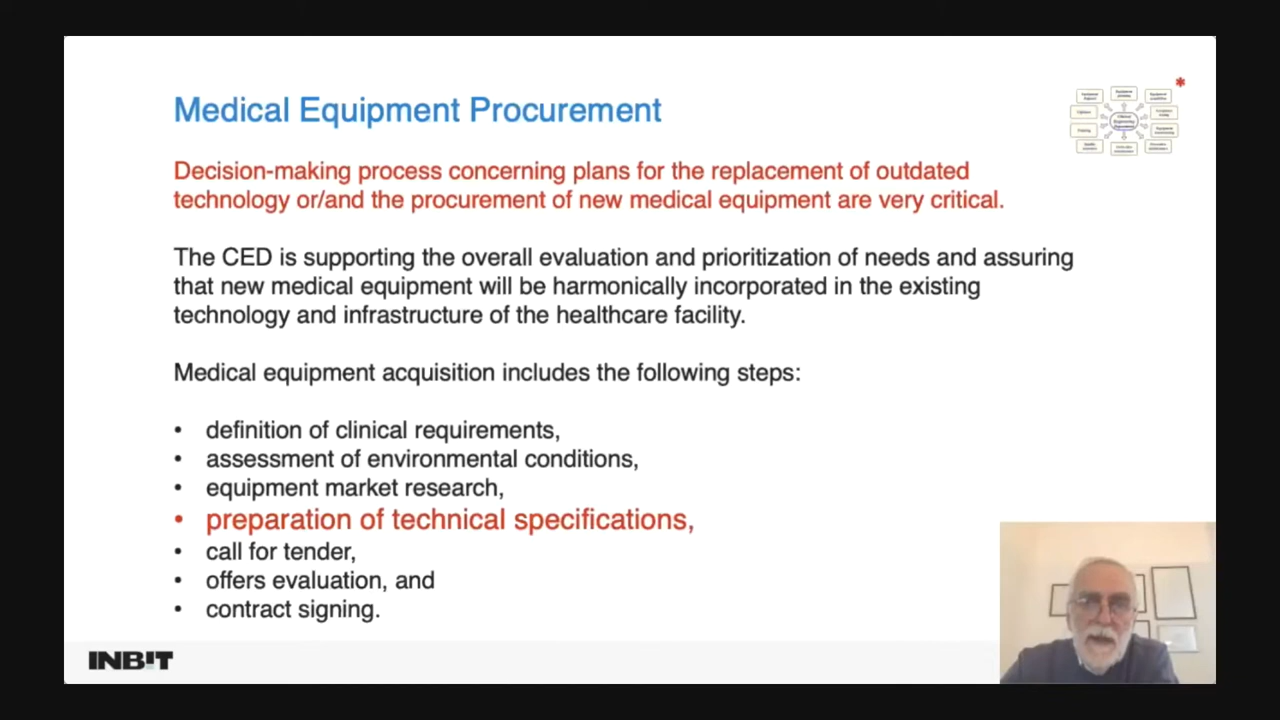 Medical Equipment Procurement
*
Decision-making process concerning plans for the replacement of outdated
technology or/and the procurement of new medical equipment are very critical.
The CED is supporting the overall evaluation and prioritization of needs and assuring
that new medical equipment will be harmonically incorporated in the existing
technology and infrastructure of the healthcare facility.
Medical equipment acquisition includes the following steps:
• definition of clinical requirements,
• assessment of environmental conditions,
• equipment market research,
• preparation of technical specifications,
• call for tender,
• offers evaluation, and
• contract signing.
INBIT